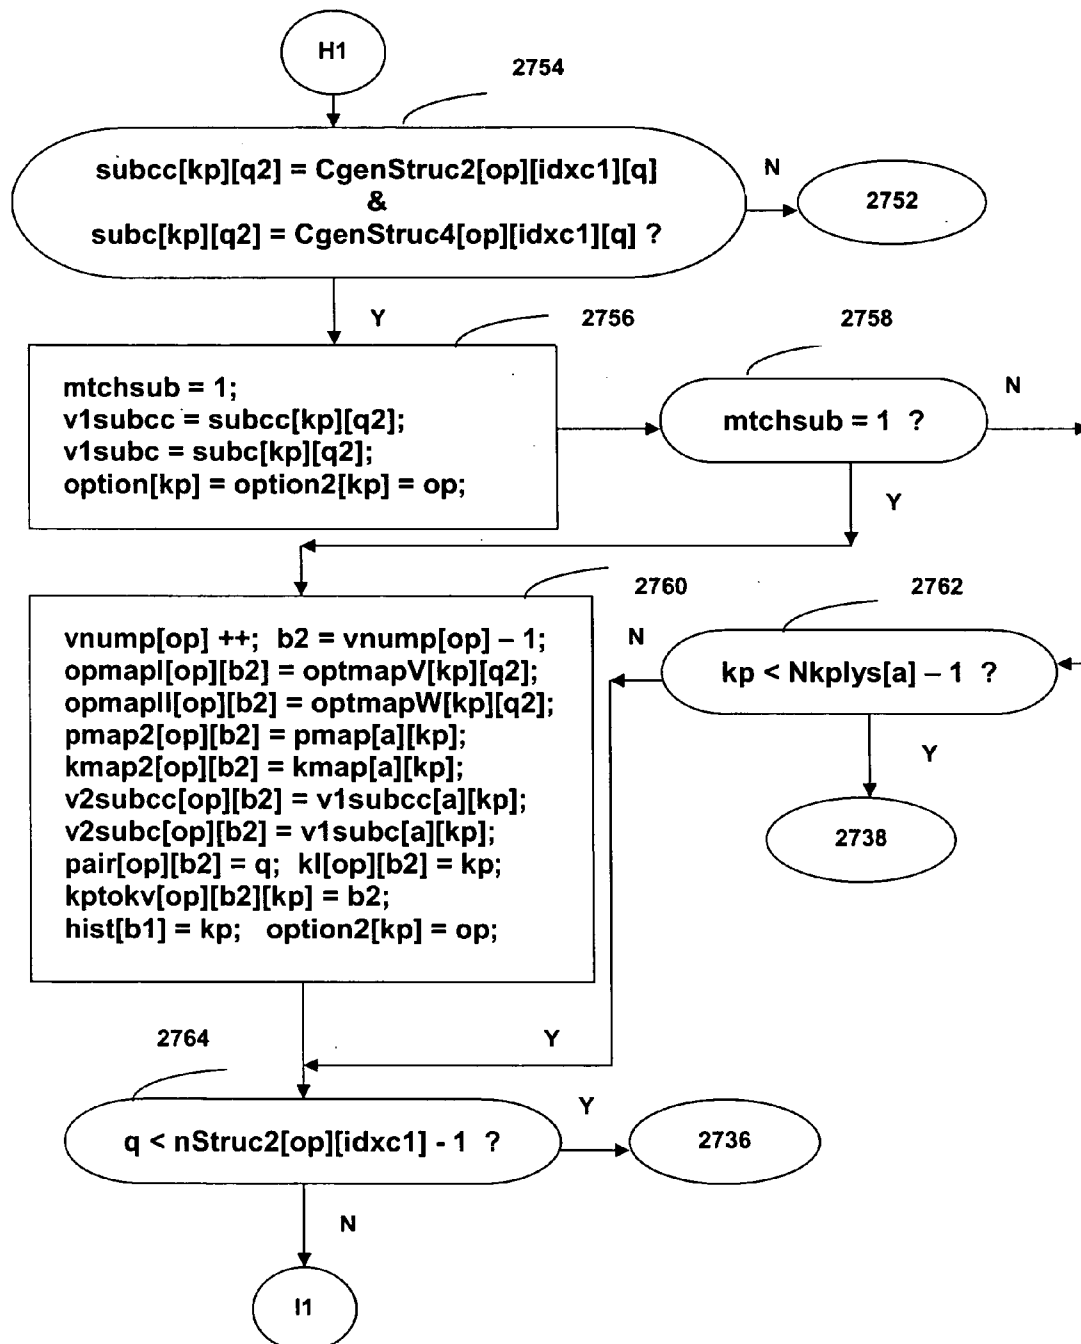 H1
2754
subcc[kp][q2] = CgenStruc2[op][idxc1][q]
&
subc[kp][q2] = CgenStruc4[op][idxc1][q] ?
N
2752
Y
2756
2758
mtchsub = 1;
v1subcc = subcc[kp][q2];
v1subc = subc[kp][q2];
option[kp] = option2[kp] = op;
mtchsub = 1 ?
N
Y
2760
2762
vnump[op] ++; b2 = vnump[op] – 1;
opmapI[op][b2] = optmapV[kp][q2];
opmapII[op][b2] = optmapW[kp][q2];
pmap2[op][b2] = pmap[a][kp];
kmap2[op][b2] = kmap[a][kp];
v2subcc[op][b2] = v1subcc[a][kp];
v2subc[op][b2] = v1subc[a][kp];
pair[op][b2] = q; kl[op][b2] = kp;
kptokv[op][b2][kp] = b2;
hist[b1] = kp; option2[kp] = op;
N
kp < Nkplys[a] – 1 ?
Y
2738
2764
Y
q < nStruc2[op][idxc1] - 1 ?
Y
2736
N
I1